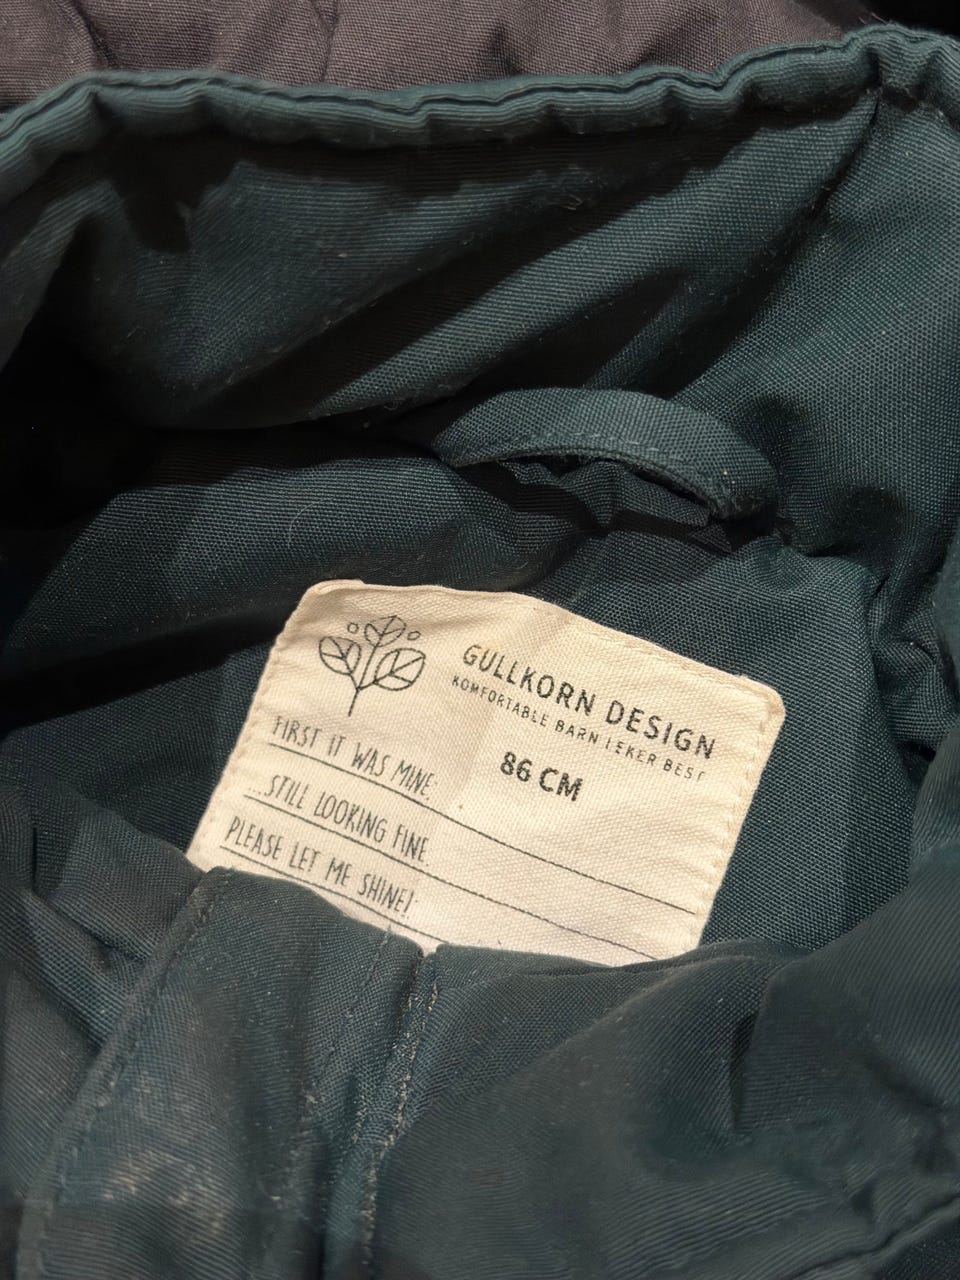 GULLKORN DESIGN
KOMFORTABLE BARN LEKER BEST
86 CM
FIRST IT WAS MINE:
...STILL LOOKING FINE.
PLEASE LET ME SHINE!: